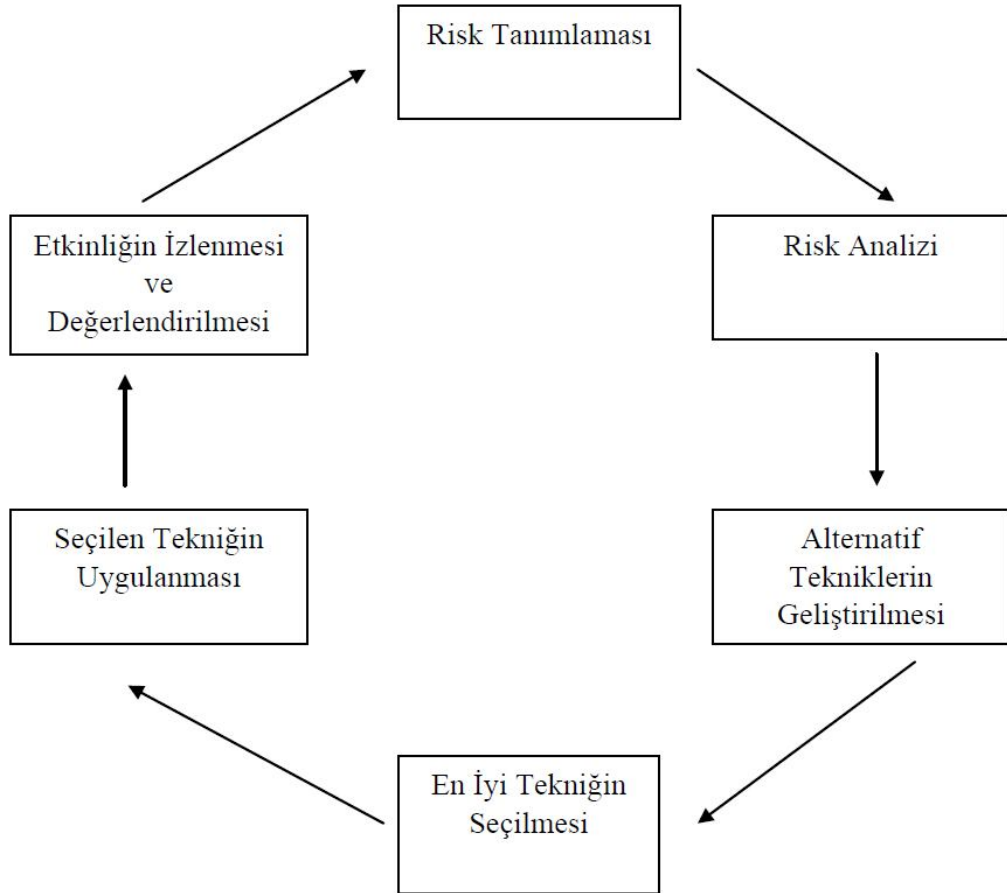 Risk Tanımlaması
Risk Analizi
Alternatif
Tekniklerin
Geliştirilmesi
En İyi Tekniğin
Seçilmesi
Seçilen Tekniğin
Uygulanması
Etkinliğin İzlenmesi
ve
Değerlendirilmesi